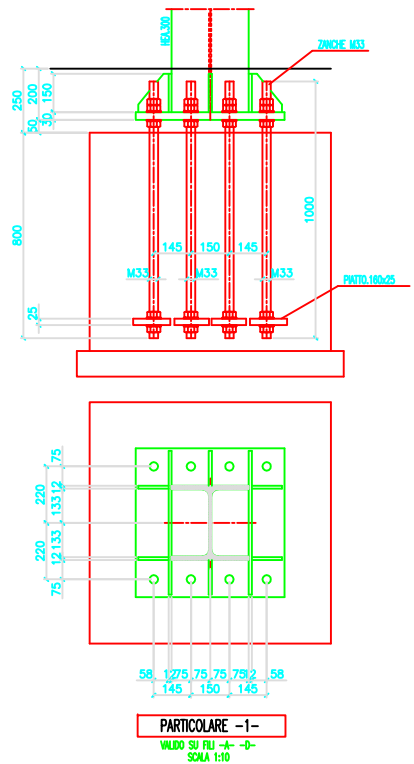 HEA.300
ZANCHE M33
250
200
150
50
30
800
1000
145 150 145
M33 M33 M33
PIATTO.160x25
25
75
220
12
133
220
133
12
75
58 12 75 75 75 75 12 58
145 150 145
PARTICOLARE -1-
VALIDO SU FILI -A- -D-
SCALA 1:10